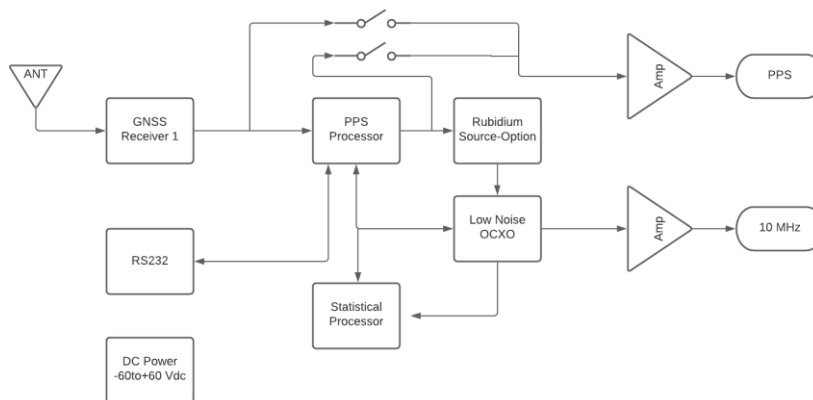 ANT
GNSS
Receiver 1
PPS
Processor
Rubidium
Source-Option
Amp
PPS
RS232
Low Noise
OCXO
Amp
10 MHz
Statistical
Processor
DC Power
-60to+60 Vdc